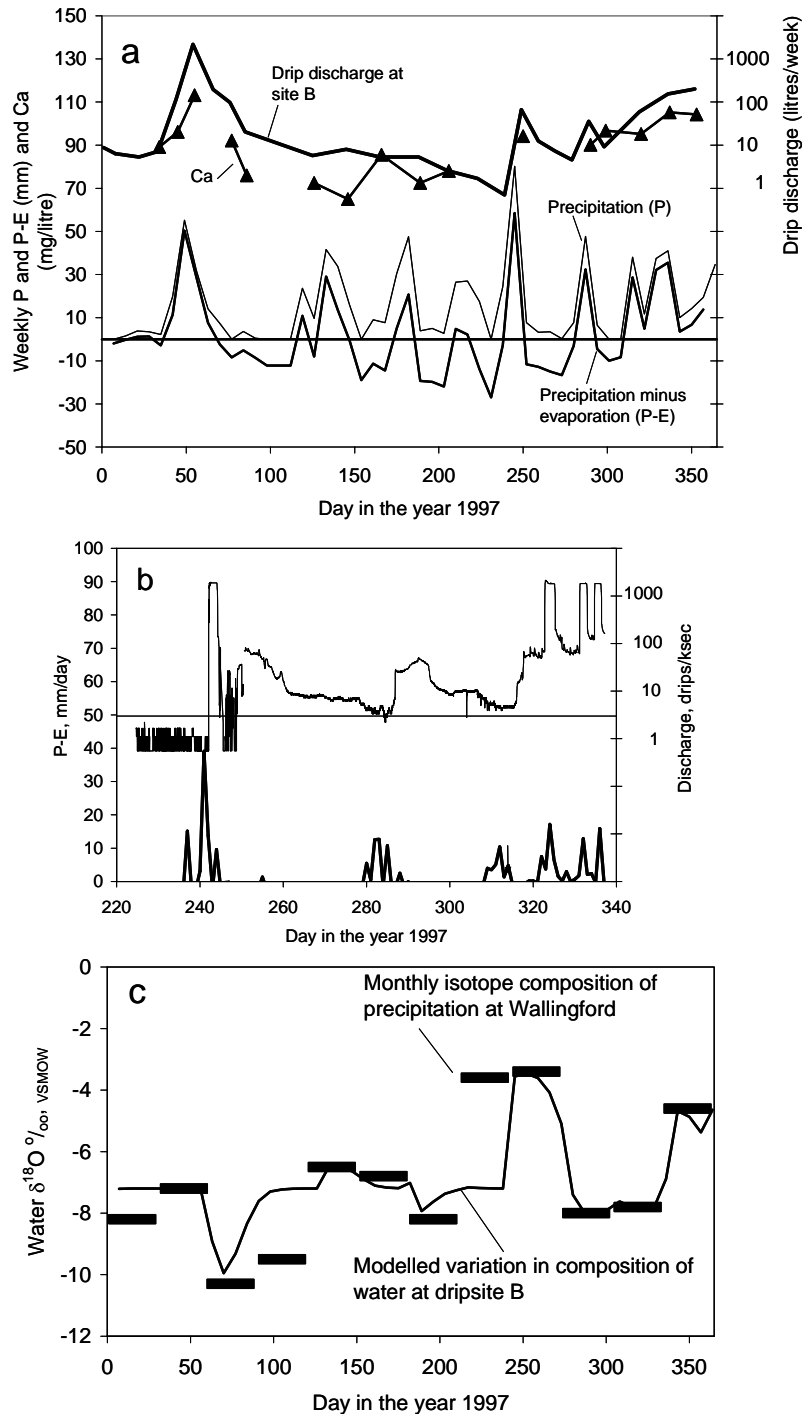 a
150
130
110
90
70
50
30
10
-10
-30
-50
Weekly P and P-E (mm) and Ca
(mg/litre)
1000
100
10
1
Drip discharge (litres/week)
Drip discharge at
site B
Ca
Precipitation (P)
Precipitation minus
evaporation (P-E)
0 50 100 150 200 250 300 350
Day in the year 1997
b
100
90
80
70
60
50
40
30
20
10
0
P-E, mm/day
1000
100
10
1
Discharge, drips/ksec
220 240 260 280 300 320 340
Day in the year 1997
c
0
-2
-4
-6
-8
-10
-12
Water δ18O o/oo, VSMOW
Monthly isotope composition of
precipitation at Wallingford
Modelled variation in composition of
water at dripsite B
0 50 100 150 200 250 300 350
Day in the year 1997